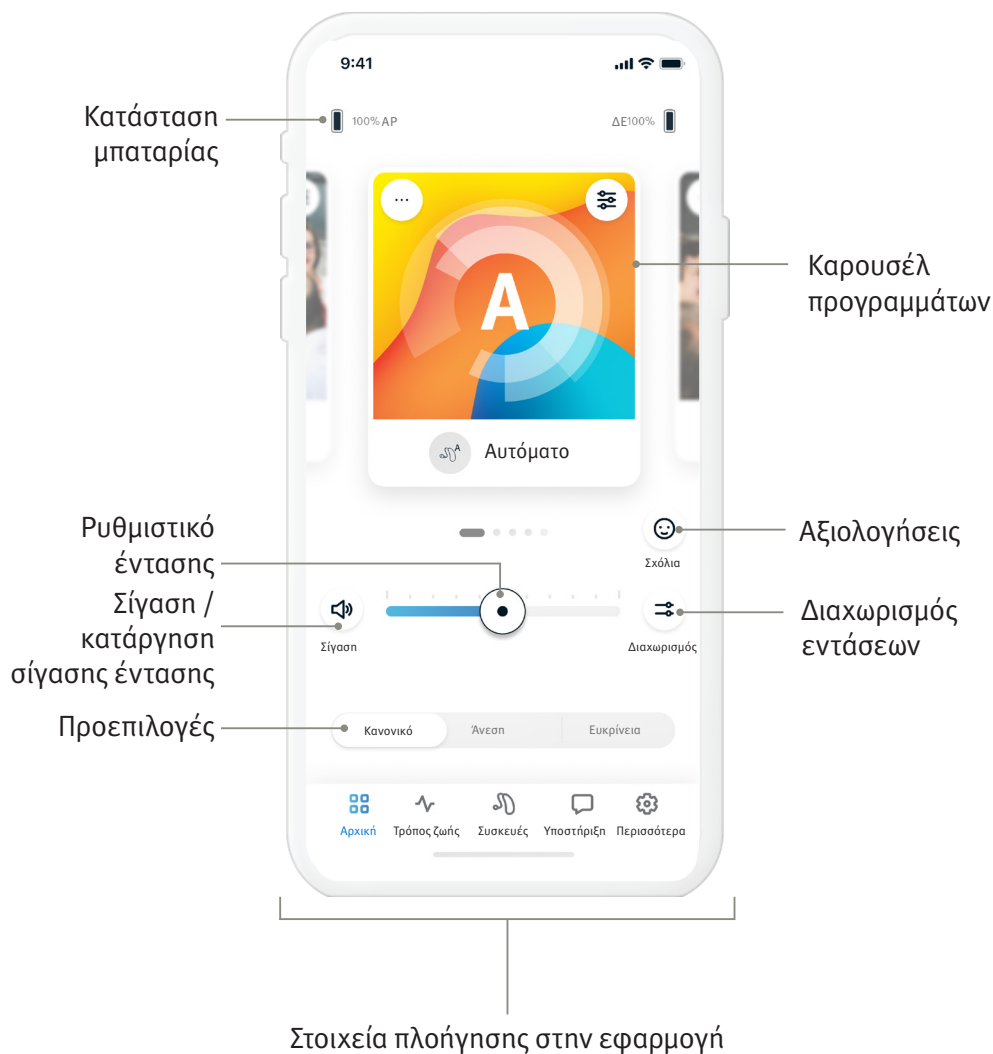 9:41
Κατάσταση
μπαταρίας
100% ΑΡ
ΔΕ100%
A
Καρουσέλ
προγραμμάτων
A
Αυτόματο
Ρυθμιστικό
έντασης
Αξιολογήσεις
Σχόλια
Σίγαση /
κατάργηση
σίγασης έντασης
Σίγαση
Διαχωρισμός
Διαχωρισμός
εντάσεων
Προεπιλογές
Κανονικό
Άνεση
Ευκρίνεια
Αρχική
Τρόπος ζωής
Συσκευές
Υποστήριξη
Περισσότερα
Στοιχεία πλοήγησης στην εφαρμογή